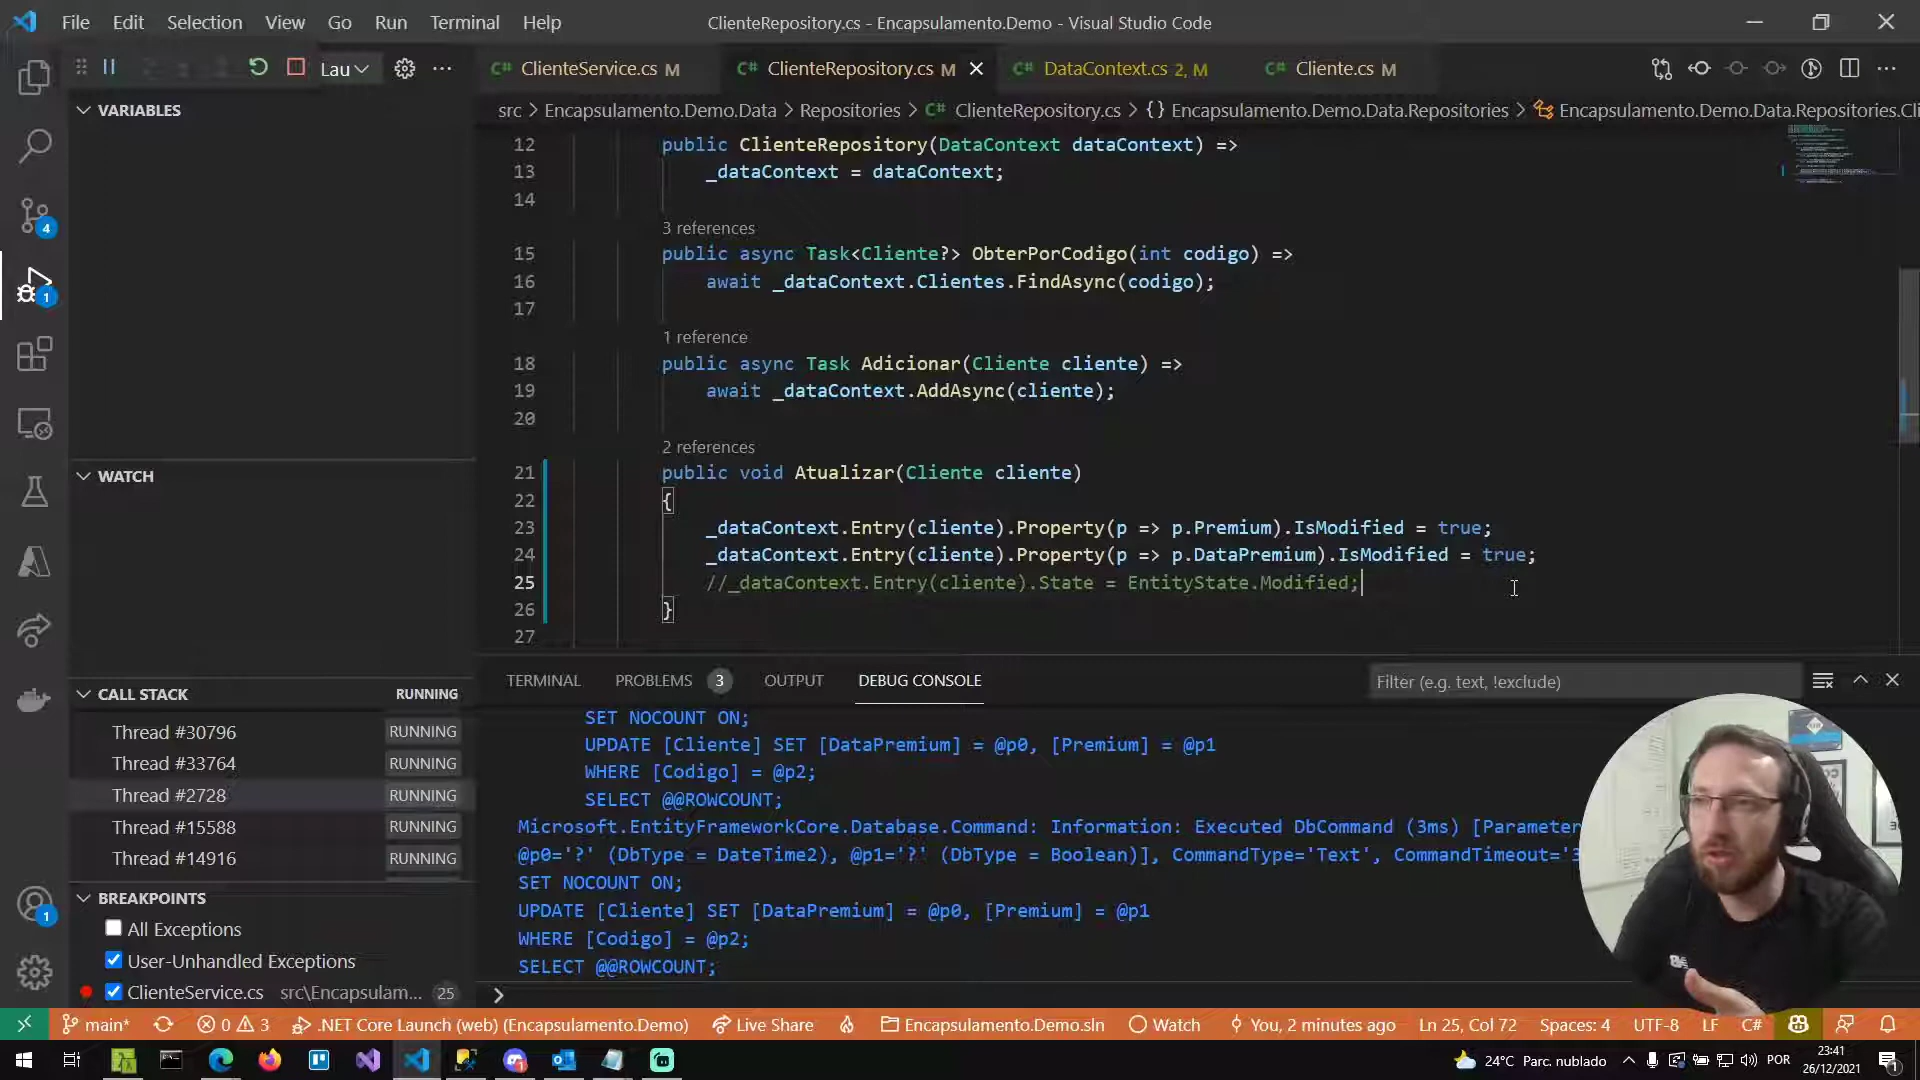 File Edit Selection View Go Run Terminal Help
ClienteRepository.cs - Encapsulamento.Demo - Visual Studio Code
Lau
ClienteService.cs M
ClienteRepository.cs M
DataContext.cs 2, M
Cliente.cs M
src > Encapsulamento.Demo.Data > Repositories > ClienteRepository.cs > {} Encapsulamento.Demo.Data.Repositories > Encapsulamento.Demo.Data.Repositories.Cli
VARIABLES
WATCH
CALL STACK RUNNING
Thread #30796 RUNNING
Thread #33764 RUNNING
Thread #2728 RUNNING
Thread #15588 RUNNING
Thread #14916 RUNNING
BREAKPOINTS
All Exceptions
User-Unhandled Exceptions
ClienteService.cs src\Encapsulam... 25
4
1
1
12 public ClienteRepository(DataContext dataContext) =>
13 _dataContext = dataContext;
14
3 references
15 public async Task<Cliente?> ObterPorCodigo(int codigo) =>
16 await _dataContext.Clientes.FindAsync(codigo);
17
1 reference
18 public async Task Adicionar(Cliente cliente) =>
19 await _dataContext.AddAsync(cliente);
20
2 references
21 public void Atualizar(Cliente cliente)
22 {
23 _dataContext.Entry(cliente).Property(p => p.Premium).IsModified = true;
24 _dataContext.Entry(cliente).Property(p => p.DataPremium).IsModified = true;
25 //_dataContext.Entry(cliente).State = EntityState.Modified;
26 }
27
TERMINAL PROBLEMS 3 OUTPUT DEBUG CONSOLE
Filter (e.g. text, !exclude)
SET NOCOUNT ON;
UPDATE [Cliente] SET [DataPremium] = @p0, [Premium] = @p1
WHERE [Codigo] = @p2;
SELECT @@ROWCOUNT;
Microsoft.EntityFrameworkCore.Database.Command: Information: Executed DbCommand (3ms) [Parameter
@p0='?' (DbType = DateTime2), @p1='?' (DbType = Boolean)], CommandType='Text', CommandTimeout='3
SET NOCOUNT ON;
UPDATE [Cliente] SET [DataPremium] = @p0, [Premium] = @p1
WHERE [Codigo] = @p2;
SELECT @@ROWCOUNT;
main* 0 3 .NET Core Launch (web) (Encapsulamento.Demo) Live Share Encapsulamento.Demo.sln Watch You, 2 minutes ago Ln 25, Col 72 Spaces: 4 UTF-8 LF C#
24°C Parc. nublado POR
23:41
26/12/2021
1